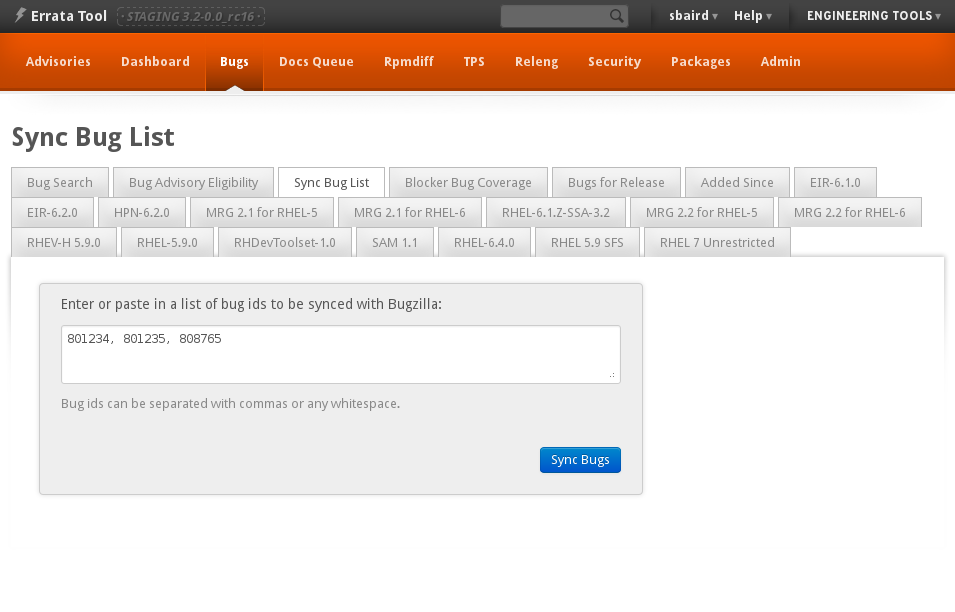 Errata Tool · STAGING 3.2-0.0_rc16 · sbaird ▾ Help ▾ ENGINEERING TOOLS ▾
Advisories Dashboard Bugs Docs Queue Rpmdiff TPS Releng Security Packages Admin
Sync Bug List
Bug Search Bug Advisory Eligibility Sync Bug List Blocker Bug Coverage Bugs for Release Added Since EIR-6.1.0
EIR-6.2.0 HPN-6.2.0 MRG 2.1 for RHEL-5 MRG 2.1 for RHEL-6 RHEL-6.1.Z-SSA-3.2 MRG 2.2 for RHEL-5 MRG 2.2 for RHEL-6
RHEV-H 5.9.0 RHEL-5.9.0 RHDevToolset-1.0 SAM 1.1 RHEL-6.4.0 RHEL 5.9 SFS RHEL 7 Unrestricted
Enter or paste in a list of bug ids to be synced with Bugzilla:
801234, 801235, 808765
Bug ids can be separated with commas or any whitespace.
Sync Bugs